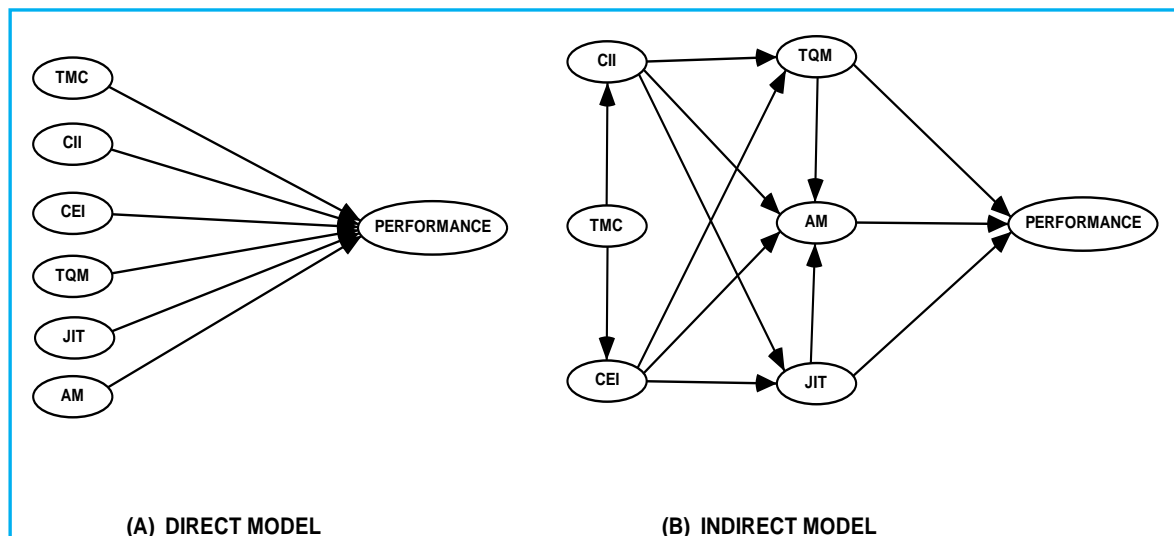 TMC
CII
CEI
TQM
JIT
AM
PERFORMANCE
(A) DIRECT MODEL
CII
TQM
TMC
AM
PERFORMANCE
CEI
JIT
(B) INDIRECT MODEL